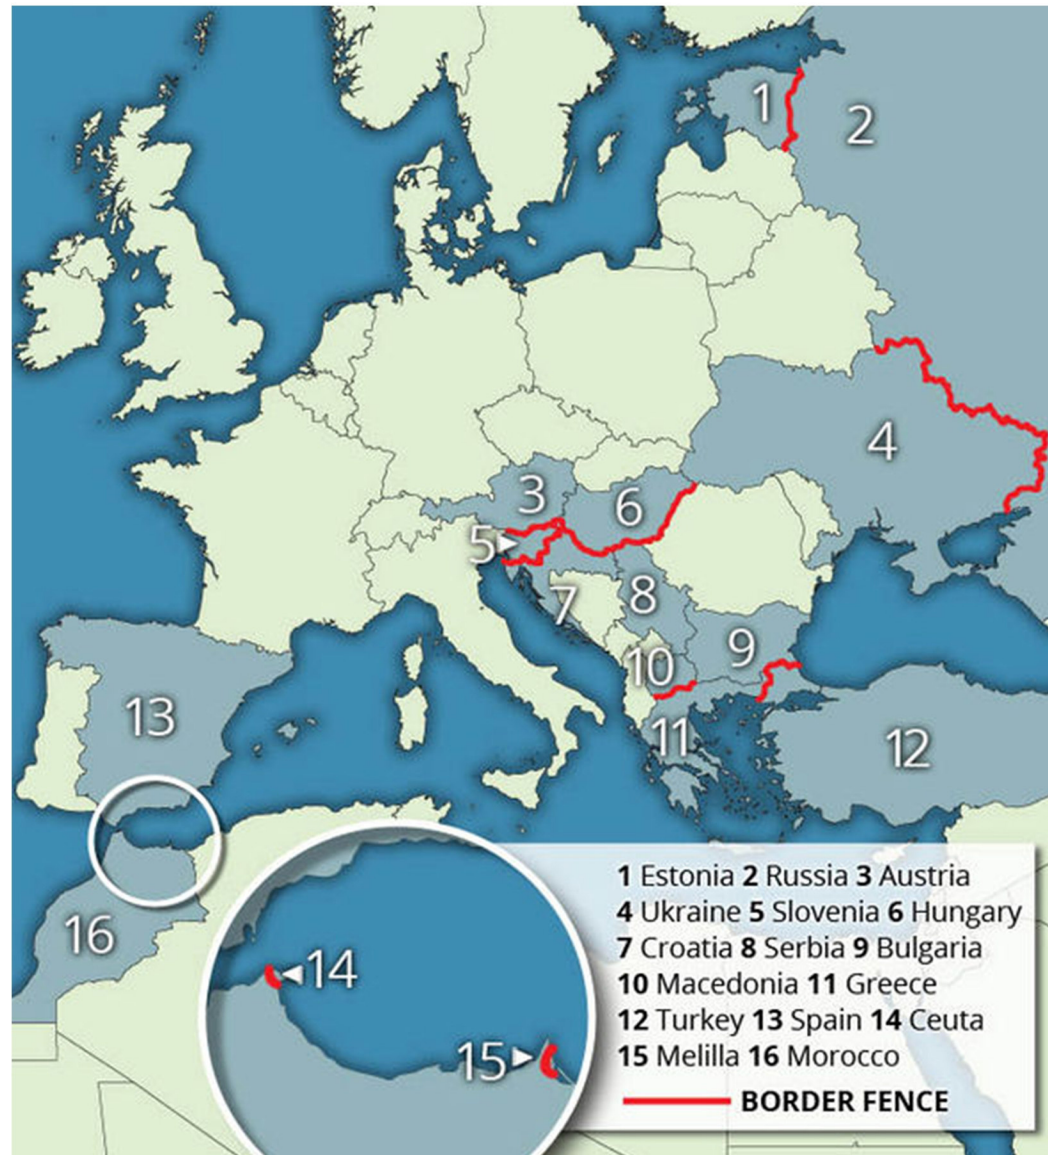 1
2
4
3
6
5
8
7
9
10
13
11
12
16
14
15
1 Estonia 2 Russia 3 Austria
4 Ukraine 5 Slovenia 6 Hungary
7 Croatia 8 Serbia 9 Bulgaria
10 Macedonia 11 Greece
12 Turkey 13 Spain 14 Ceuta
15 Melilla 16 Morocco
BORDER FENCE